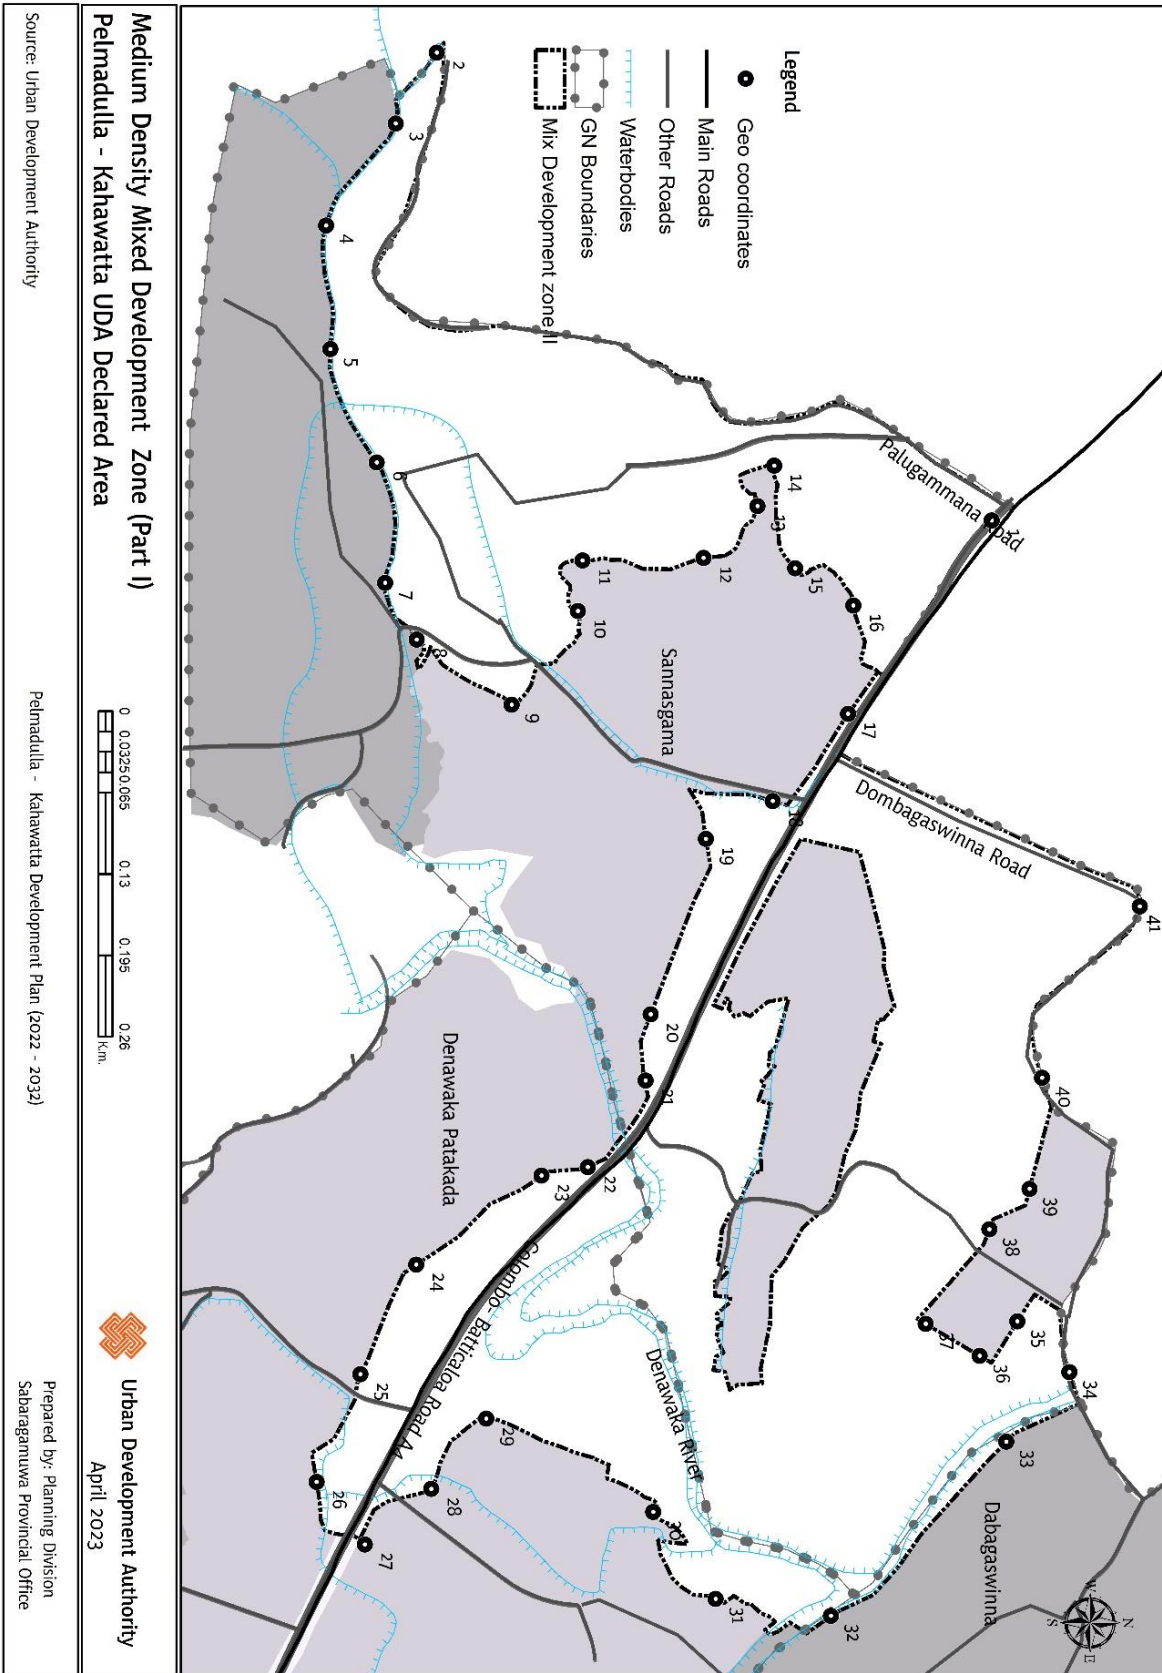 Legend
Geo coordinates
Main Roads
Other Roads
Waterbodies
GN Boundaries
Mix Development zone II
2
3
4
5
6
7
8
9
10
11
12
13
14
15
16
17
18
19
20
21
22
23
24
25
26
27
28
29
30
31
32
33
34
35
36
37
38
39
40
41
1
Palugammana Road
Dombagaswinna Road
Sannasgama
Denawaka Patakada
Colombo- Batticaloa Road A4
Denawaka River
Dabagaswinna
N
E
S
W
Medium Density Mixed Development Zone (Part I)
Pelmadulla - Kahawatta UDA Declared Area
0 0.0325 0.065 0.13 0.195 0.26
K.m.
Urban Development Authority
April 2023
Source: Urban Development Authority
Pelmadulla - Kahawatta Development Plan (2022 - 2032)
Prepared by: Planning Division
Sabaragamuwa Provincial Office